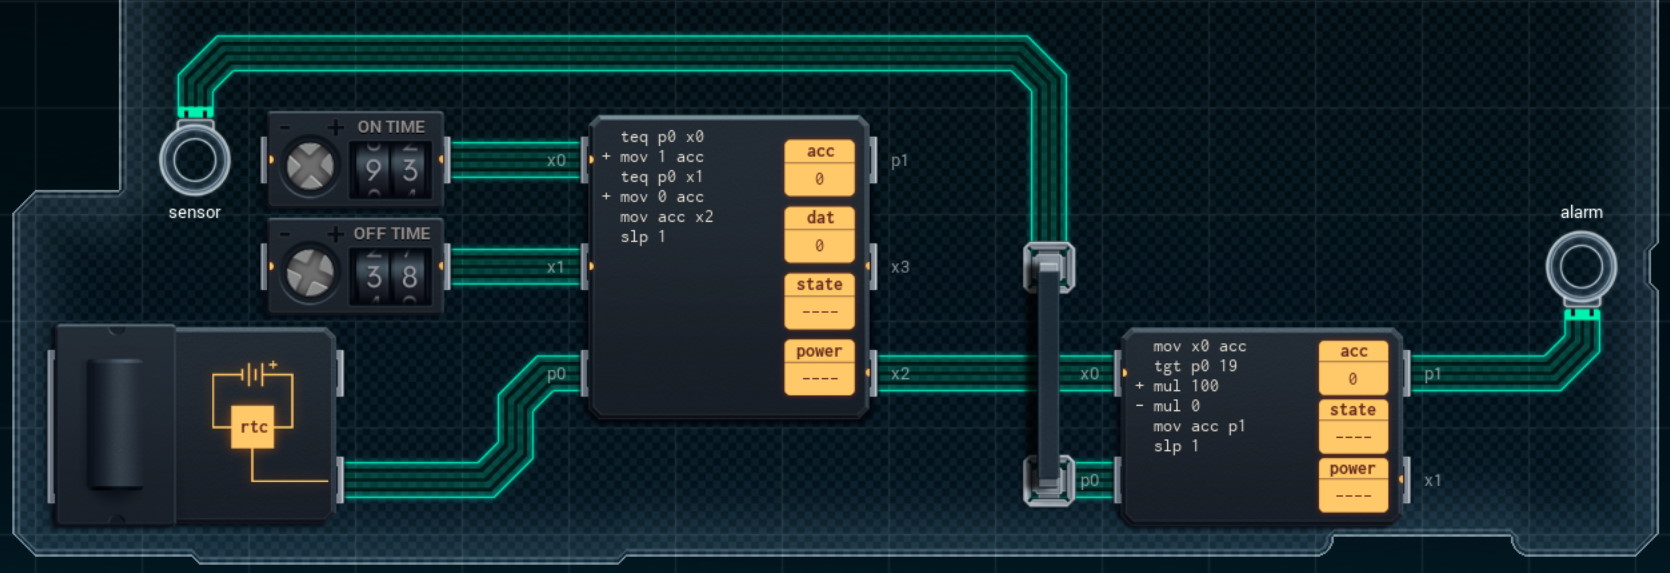 sensor
- + ON TIME
9 3
- + OFF TIME
3 8
rtc
+
x0
x1
p0
teq p0 x0
+ mov 1 acc
teq p0 x1
+ mov 0 acc
mov acc x2
slp 1
acc
0
dat
0
state
----
power
----
p1
x3
x2
x0
p0
mov x0 acc
tgt p0 19
+ mul 100
- mul 0
mov acc p1
slp 1
acc
0
state
----
power
----
p1
x1
alarm